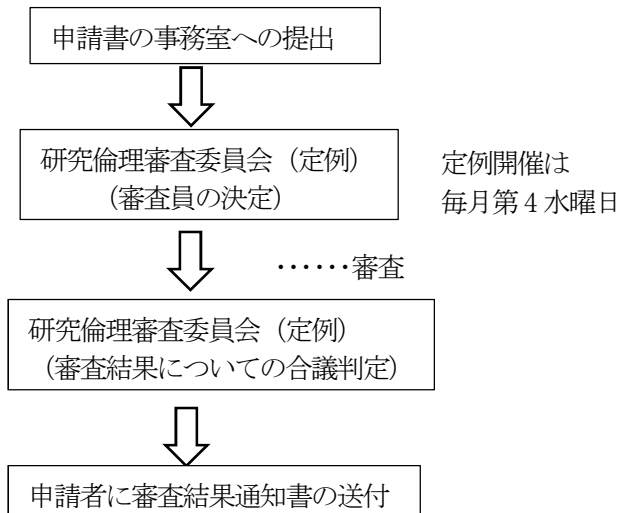 申請書の事務室への提出
研究倫理審査委員会（定例）
（審査員の決定）
定例開催は
毎月第４水曜日
……審査
研究倫理審査委員会（定例）
（審査結果についての合議判定）
申請者に審査結果通知書の送付